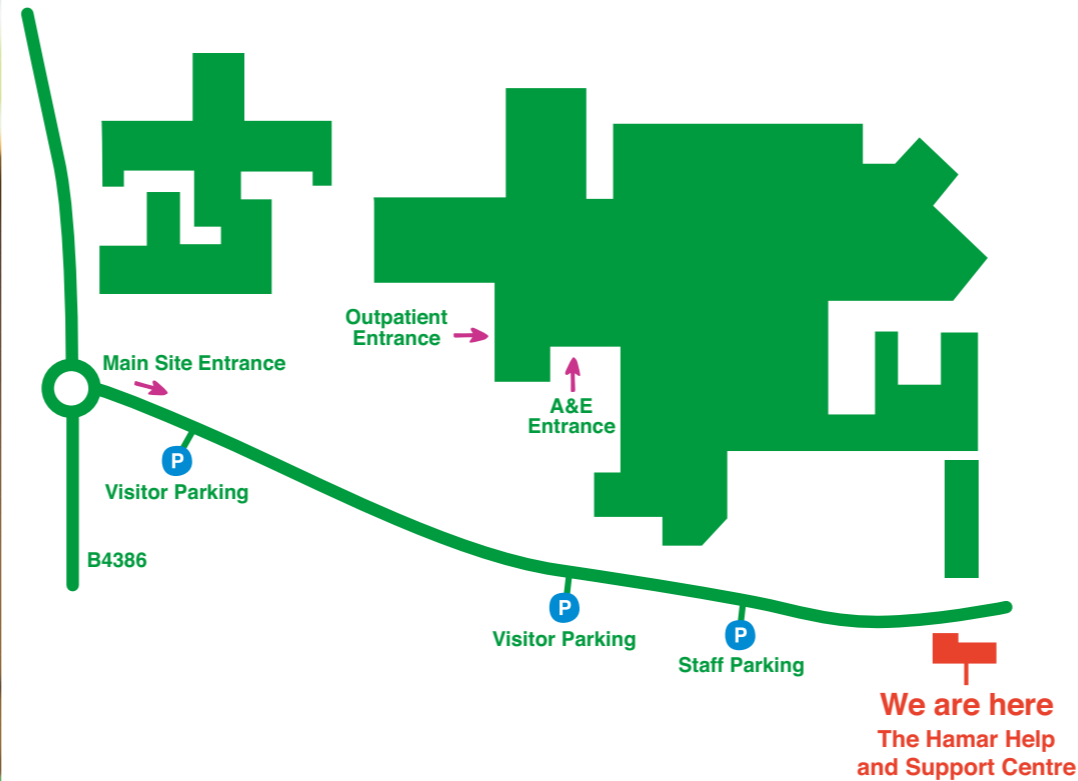 Outpatient
Entrance
Main Site Entrance
A&E
Entrance
P
Visitor Parking
B4386
P
Visitor Parking
P
Staff Parking
We are here
The Hamar Help
and Support Centre